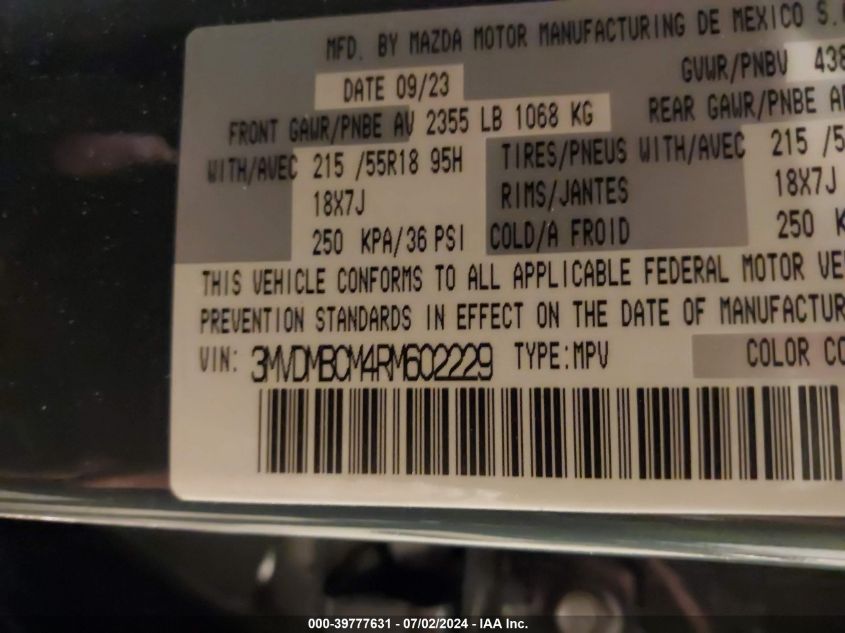 MFD. BY MAZDA MOTOR MANUFACTURING DE MEXICO S.
DATE 09/23 GVWR/PNBV 438
FRONT GAWR/PNBE AV 2355 LB 1068 KG REAR GAWR/PNBE
WITH/AVEC 215 /55R18 95H TIRES/PNEUS WITH/AVEC 215 /5
18X7J RIMS/JANTES 18X7J
250 KPA/36 PSI COLD/A FROID 250 K
THIS VEHICLE CONFORMS TO ALL APPLICABLE FEDERAL MOTOR VE
PREVENTION STANDARDS IN EFFECT ON THE DATE OF MANUFACTUR
VIN: 3MVDMBCM4RM602229 TYPE:MPV COLOR CO
000-39777631 - 07/02/2024 - IAA Inc.